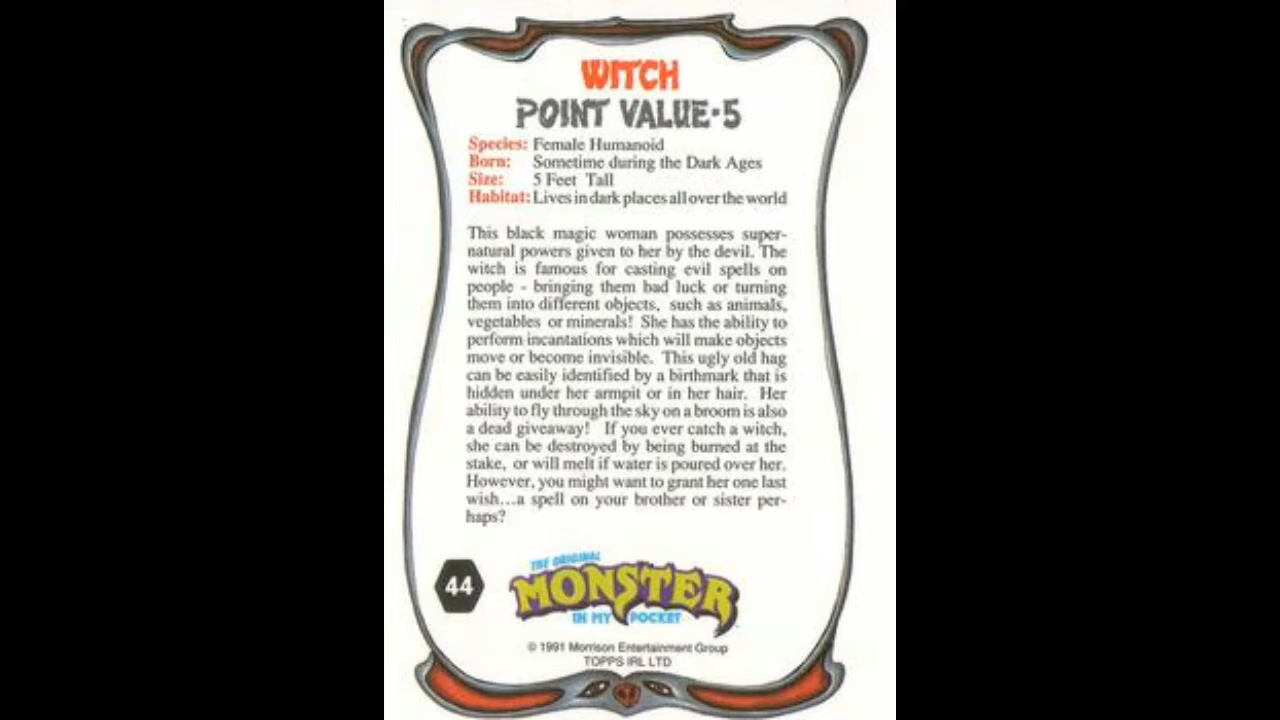 WITCH
POINT VALUE·5
Species: Female Humanoid
Born: Sometime during the Dark Ages
Size: 5 Feet Tall
Habitat: Lives in dark places all over the world
This black magic woman possesses super-
natural powers given to her by the devil. The
witch is famous for casting evil spells on
people - bringing them bad luck or turning
them into different objects, such as animals,
vegetables or minerals! She has the ability to
perform incantations which will make objects
move or become invisible. This ugly old hag
can be easily identified by a birthmark that is
hidden under her armpit or in her hair. Her
ability to fly through the sky on a broom is also
a dead giveaway! If you ever catch a witch,
she can be destroyed by being burned at the
stake, or will melt if water is poured over her.
However, you might want to grant her one last
wish...a spell on your brother or sister per-
haps?
44
THE ORIGINAL
MONSTER
IN MY POCKET
© 1991 Morrison Entertainment Group
TOPPS IRL LTD